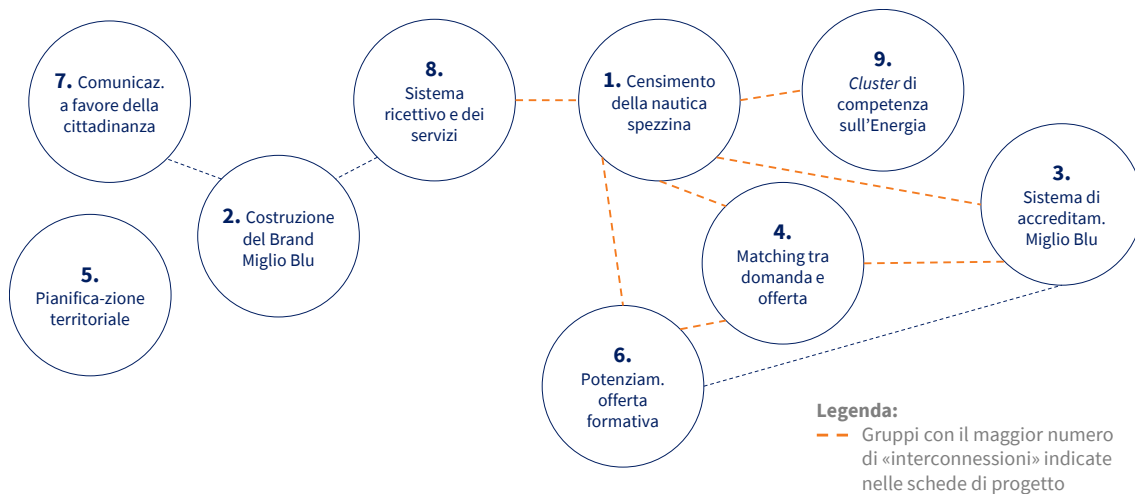 7. Comunicaz.
a favore della
cittadinanza
8.
Sistema
ricettivo e dei
servizi
1. Censimento
della nautica
spezzina
9.
Cluster di
competenza
sull'Energia
3.
Sistema di
accreditam.
Miglio Blu
2. Costruzione
del Brand
Miglio Blu
4.
Matching tra
domanda e
offerta
5.
Pianifica-zione
territoriale
6.
Potenziam.
offerta
formativa
Legenda:
Gruppi con il maggior numero
di «interconnessioni» indicate
nelle schede di progetto